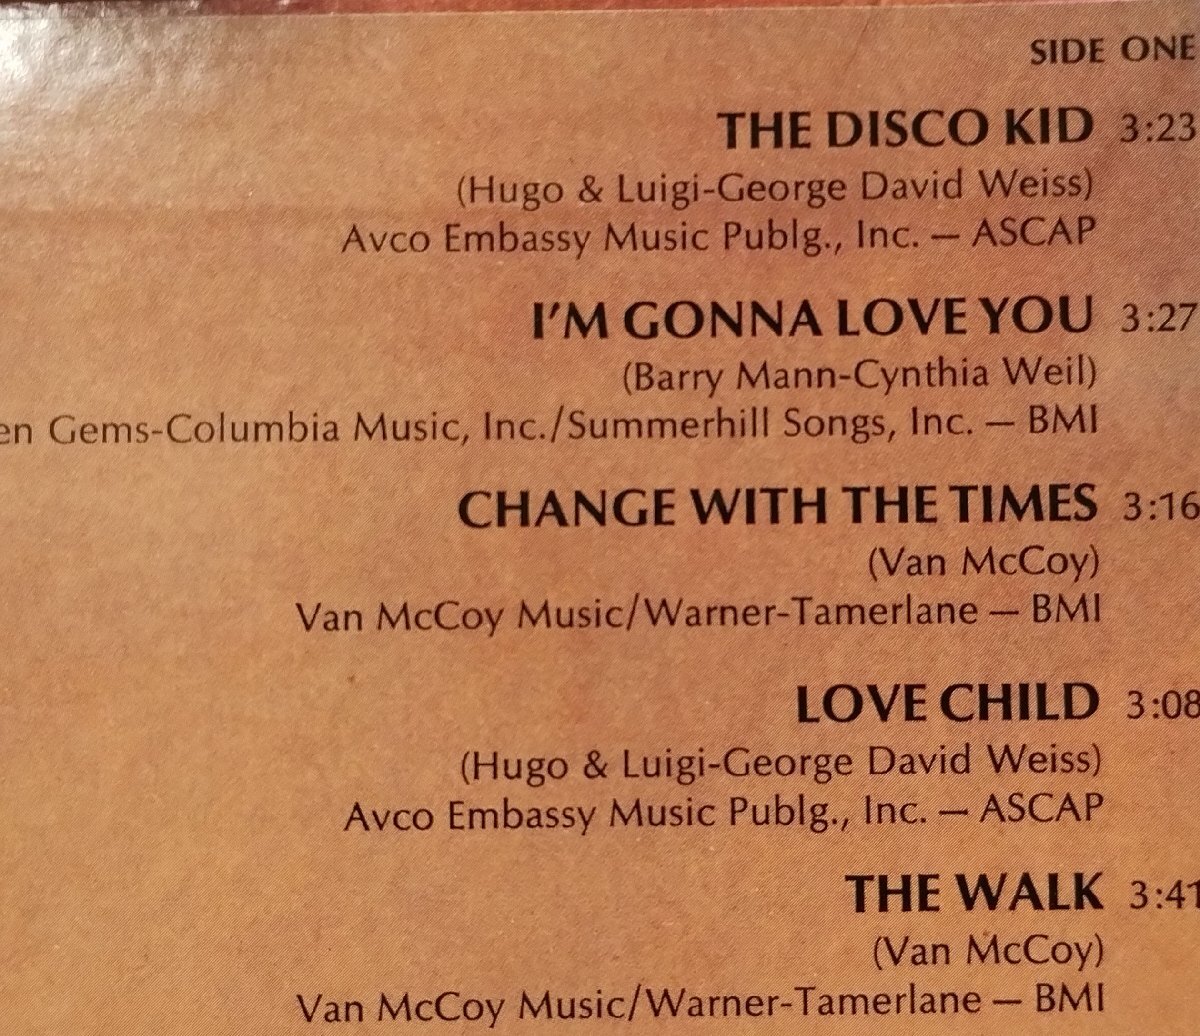 SIDE ONE
THE DISCO KID 3:23
(Hugo & Luigi-George David Weiss)
Avco Embassy Music Publg., Inc. — ASCAP
I'M GONNA LOVE YOU 3:27
(Barry Mann-Cynthia Weil)
en Gems-Columbia Music, Inc./Summerhill Songs, Inc. — BMI
CHANGE WITH THE TIMES 3:16
(Van McCoy)
Van McCoy Music/Warner-Tamerlane — BMI
LOVE CHILD 3:08
(Hugo & Luigi-George David Weiss)
Avco Embassy Music Publg., Inc. — ASCAP
THE WALK 3:41
(Van McCoy)
Van McCoy Music/Warner-Tamerlane — BMI